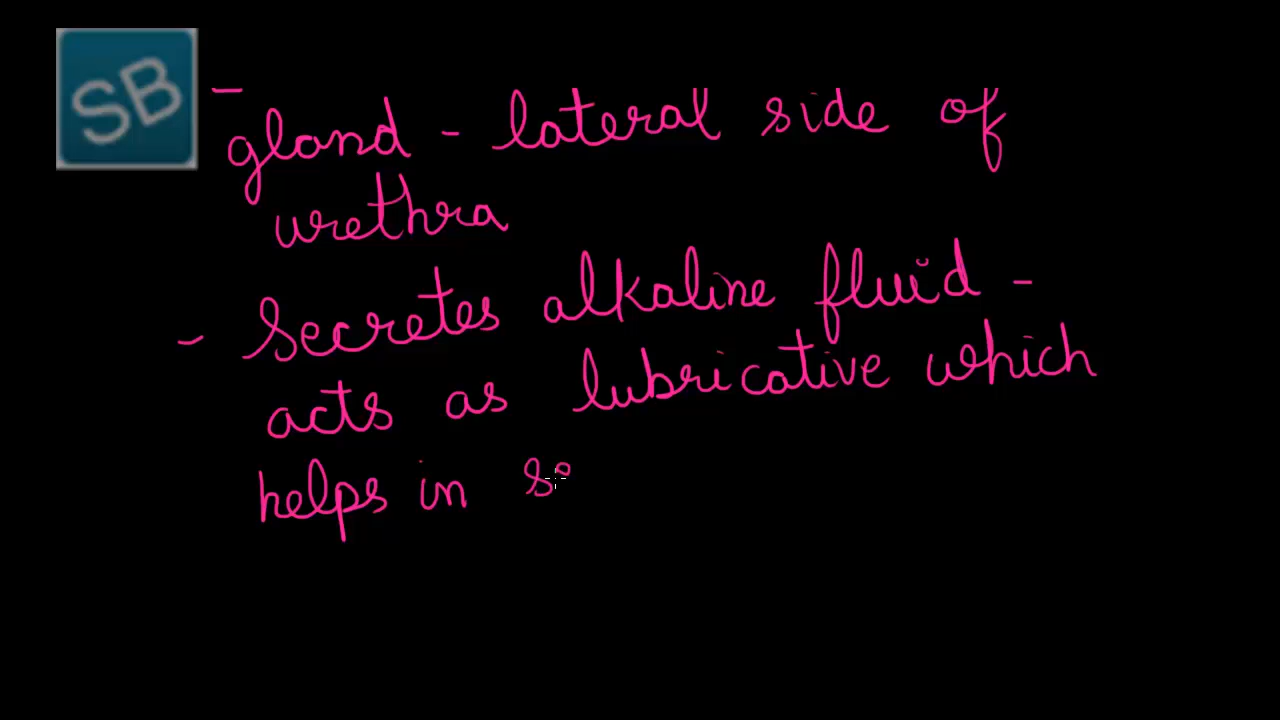 SB
- gland - lateral side of
urethra
- Secretes alkaline fluid -
acts as lubricative which
helps in